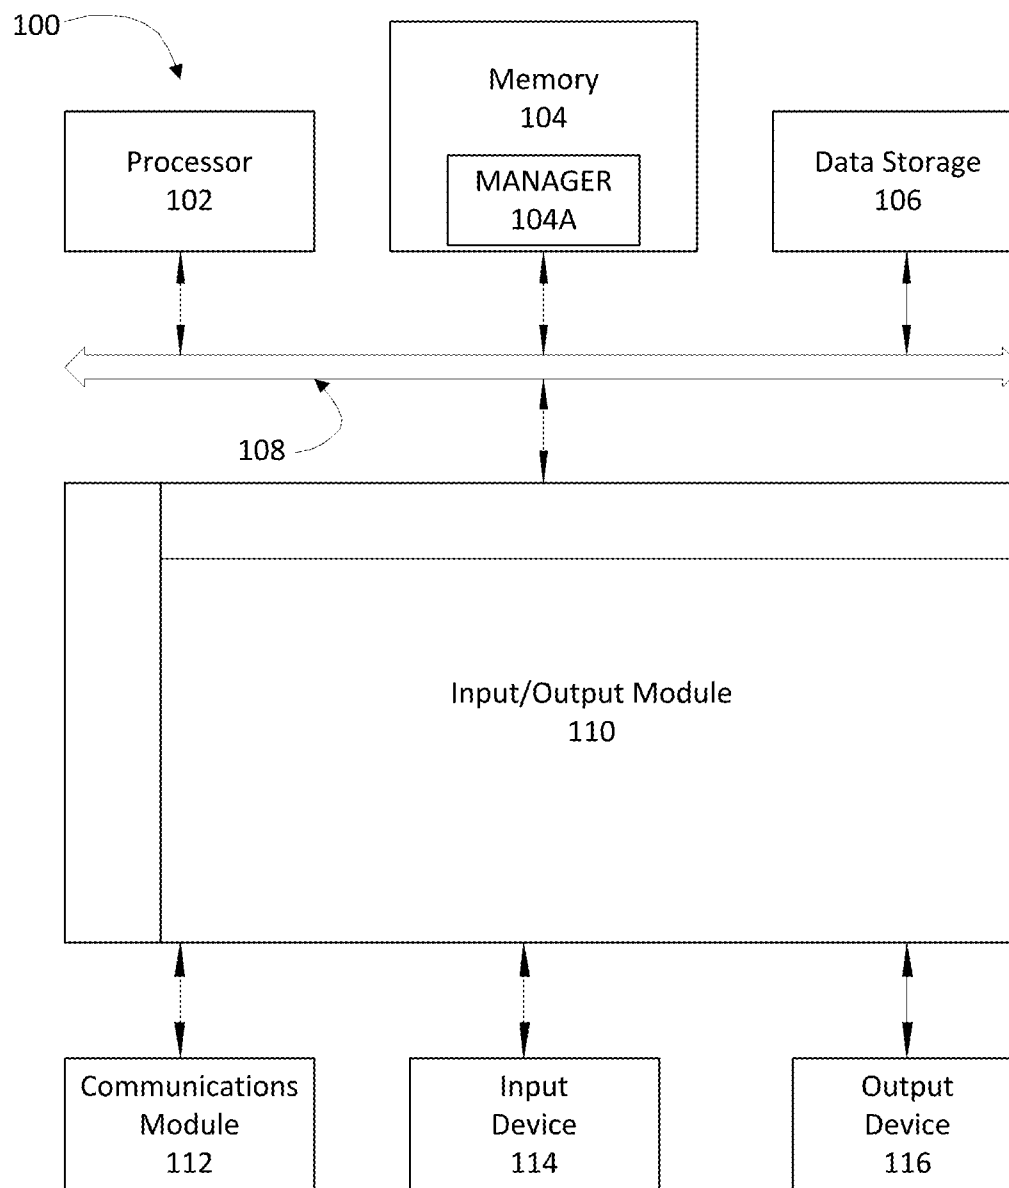 100
Memory
104
MANAGER
104A
Processor
102
Data Storage
106
108
Input/Output Module
110
Communications
Module
112
Input
Device
114
Output
Device
116